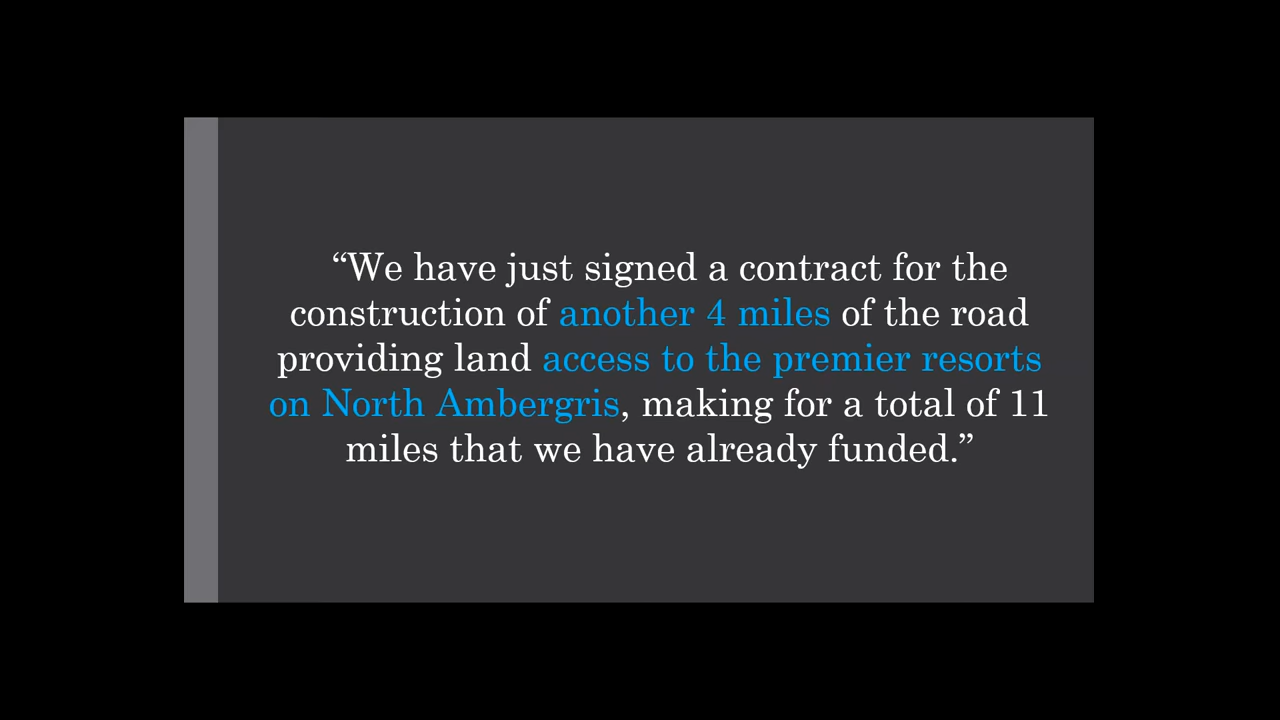 “We have just signed a contract for the
construction of another 4 miles of the road
providing land access to the premier resorts
on North Ambergris, making for a total of 11
miles that we have already funded.”